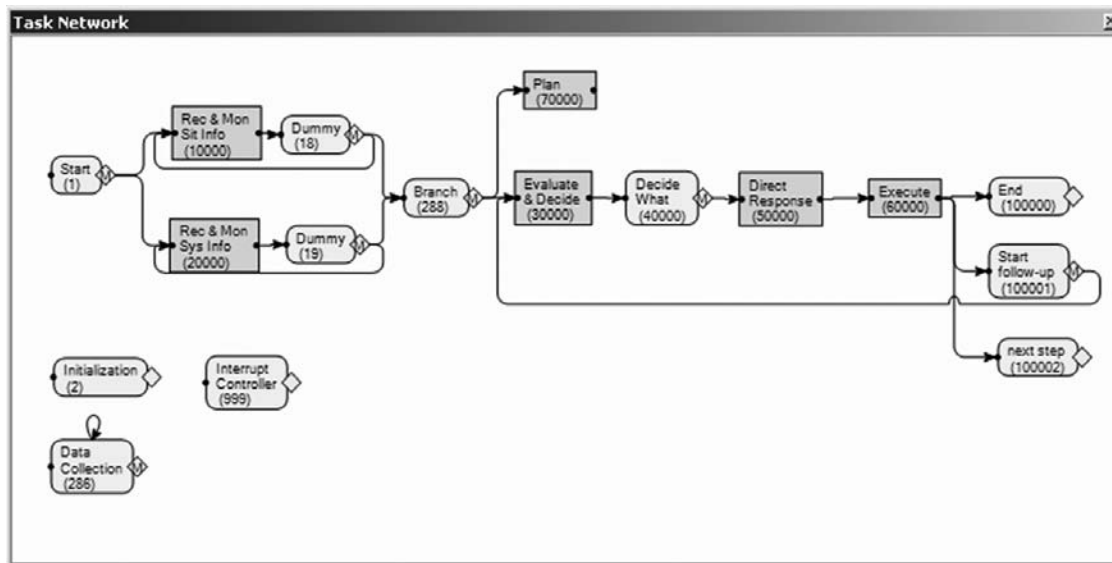 Task Network
Plan
(70000)
Rec & Mon
Sit Info
(10000)
Dummy
(18)
Start
(1)
Branch
(288)
Evaluate
& Decide
(30000)
Decide
What
(40000)
Direct
Response
(50000)
Execute
(60000)
End
(100000)
Rec & Mon
Sys Info
(20000)
Dummy
(19)
Start
follow-up
(100001)
next step
(100002)
Initialization
(2)
Interrupt
Controller
(999)
Data
Collection
(286)
M
M
M
M
M
M
M